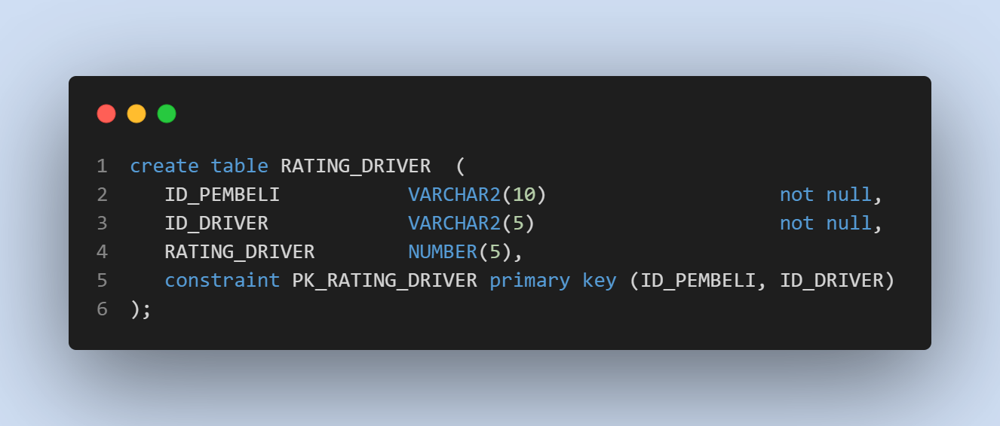 1 create table RATING_DRIVER  (
2    ID_PEMBELI           VARCHAR2(10)                    not null,
3    ID_DRIVER            VARCHAR2(5)                     not null,
4    RATING_DRIVER        NUMBER(5),
5    constraint PK_RATING_DRIVER primary key (ID_PEMBELI, ID_DRIVER)
6 );